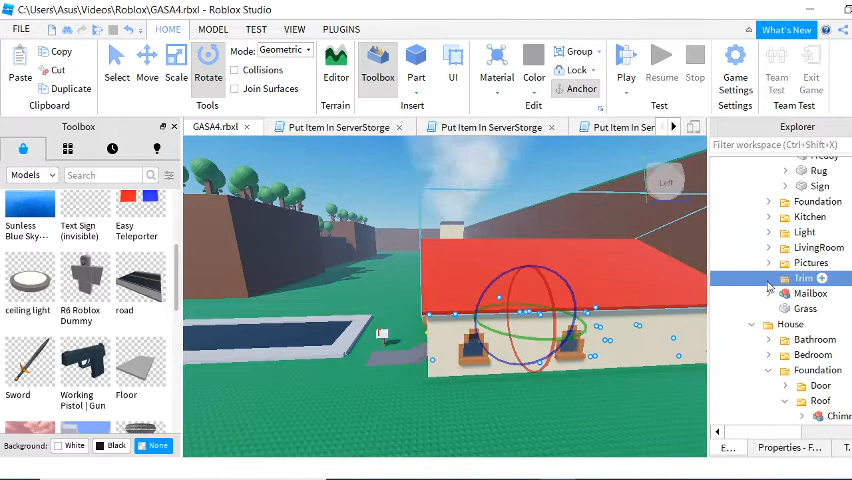 C:\Users\Asus\Videos\Roblox\GASA4.rbxl - Roblox Studio
FILE HOME MODEL TEST VIEW PLUGINS What's New
Paste Copy Cut Duplicate
Clipboard
Select Move Scale Rotate
Mode: Geometric
Collisions
Join Surfaces
Tools
Editor
Terrain
Toolbox Part UI
Insert
Material Color Group Lock Anchor
Edit
Play Resume Stop
Test
Game Settings
Settings
Team Test Exit Game
Team Test
Toolbox
GASA4.rbxl Put Item In ServerStorge Put Item In ServerStorge Put Item In Ser
Explorer
Filter workspace (Ctrl+Shift+X)
Models Search
Sunless Blue Sky... Text Sign (invisible) Easy Teleporter
ceiling light R6 Roblox Dummy road
Sword Working Pistol | Gun Floor
Background: White Black None
Left
Rug
Sign
Foundation
Kitchen
Light
LivingRoom
Pictures
Trim
Mailbox
Grass
House
Bathroom
Bedroom
Foundation
Door
Roof
Chimn
E... Properties - F... T.